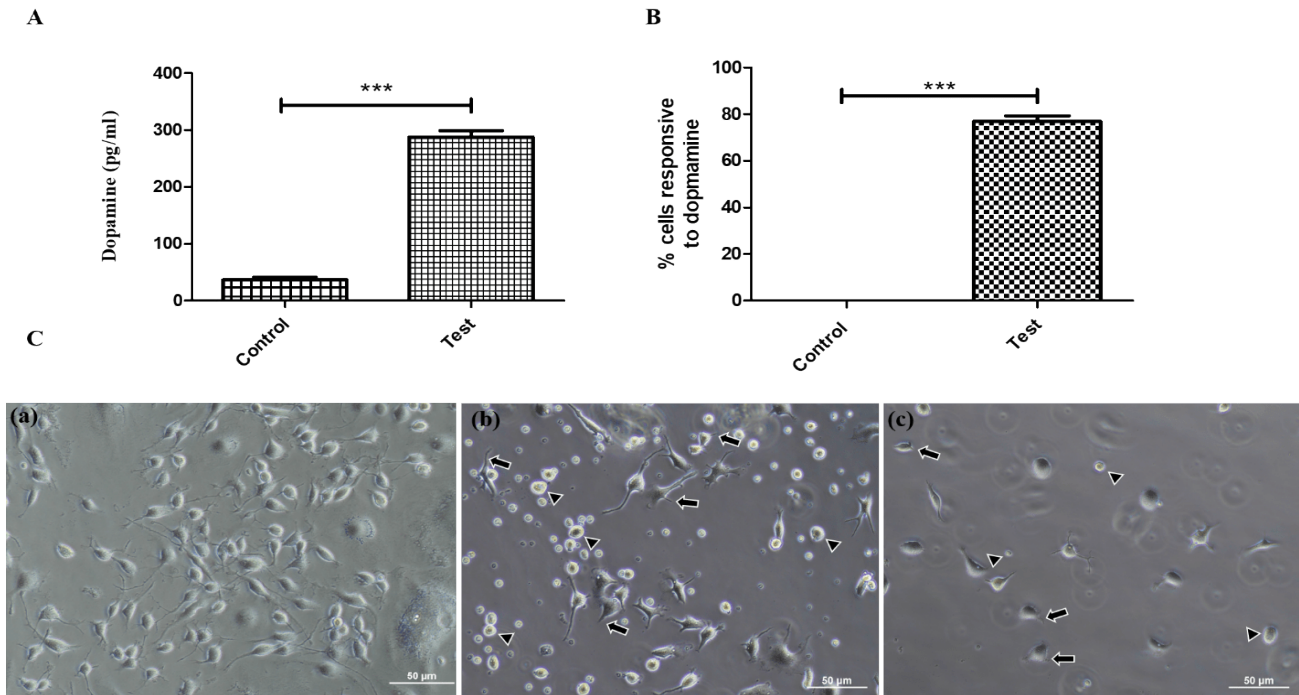 A
Dopamine (pg/ml)
400
300
200
100
0
***
Control
Test
B
% cells responsive
to dopmamine
100
80
60
40
20
0
***
Control
Test
C
(a)
50 µm
(b)
50 µm
(c)
50 µm